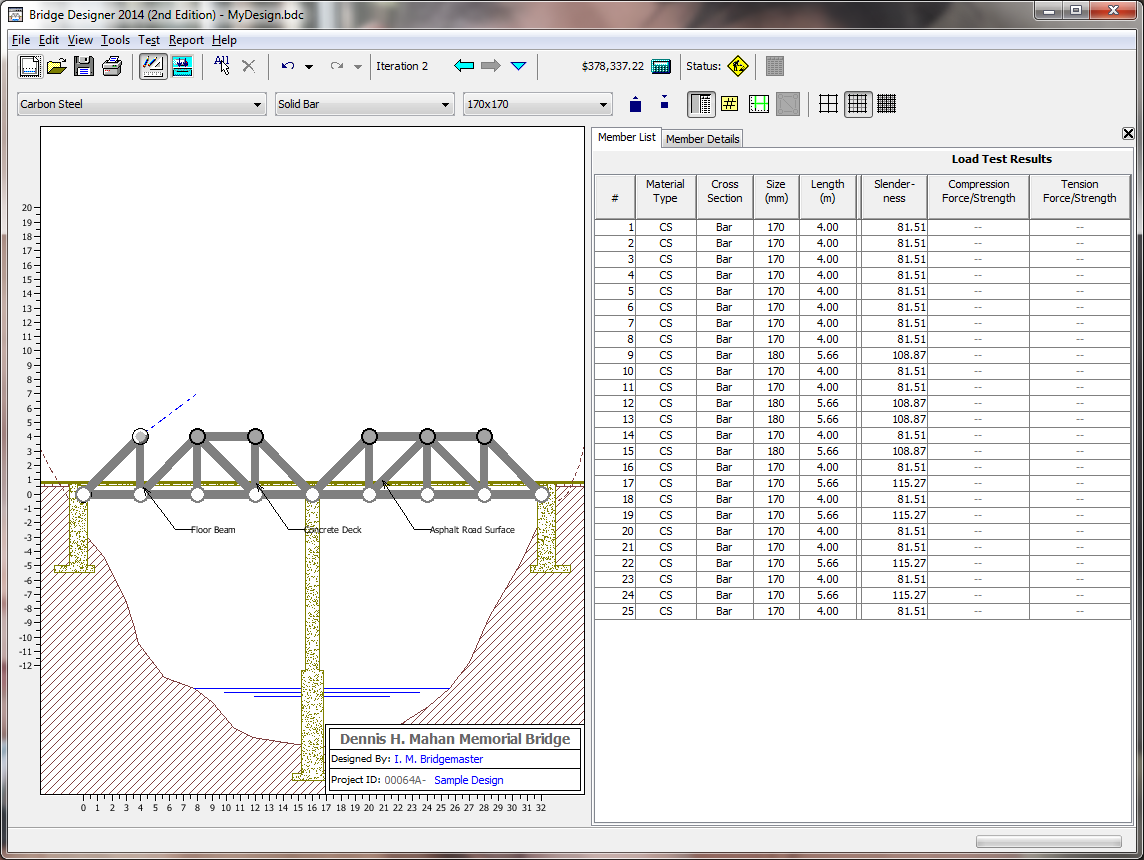 Bridge Designer 2014 (2nd Edition) - MyDesign.bdc
File Edit View Tools Test Report Help
All Iteration 2 $378,337.22 Status:
Carbon Steel Solid Bar 170x170
Member List Member Details
Load Test Results
# Material Type Cross Section Size (mm) Length (m) Slender-ness Compression Force/Strength Tension Force/Strength
1 CS Bar 170 4.00 81.51 -- --
2 CS Bar 170 4.00 81.51 -- --
3 CS Bar 170 4.00 81.51 -- --
4 CS Bar 170 4.00 81.51 -- --
5 CS Bar 170 4.00 81.51 -- --
6 CS Bar 170 4.00 81.51 -- --
7 CS Bar 170 4.00 81.51 -- --
8 CS Bar 170 4.00 81.51 -- --
9 CS Bar 180 5.66 108.87 -- --
10 CS Bar 170 4.00 81.51 -- --
11 CS Bar 170 4.00 81.51 -- --
12 CS Bar 180 5.66 108.87 -- --
13 CS Bar 180 5.66 108.87 -- --
14 CS Bar 170 4.00 81.51 -- --
15 CS Bar 180 5.66 108.87 -- --
16 CS Bar 170 4.00 81.51 -- --
17 CS Bar 170 5.66 115.27 -- --
18 CS Bar 170 4.00 81.51 -- --
19 CS Bar 170 5.66 115.27 -- --
20 CS Bar 170 4.00 81.51 -- --
21 CS Bar 170 4.00 81.51 -- --
22 CS Bar 170 5.66 115.27 -- --
23 CS Bar 170 4.00 81.51 -- --
24 CS Bar 170 5.66 115.27 -- --
25 CS Bar 170 4.00 81.51 -- --
20
19
18
17
16
15
14
13
12
11
10
9
8
7
6
5
4
3
2
1
0
-1
-2
-3
-4
-5
-6
-7
-8
-9
-10
-11
-12
Floor Beam Concrete Deck Asphalt Road Surface
Dennis H. Mahan Memorial Bridge
Designed By: I. M. Bridgemaster
Project ID: 00064A- Sample Design
0 1 2 3 4 5 6 7 8 9 10 11 12 13 14 15 16 17 18 19 20 21 22 23 24 25 26 27 28 29 30 31 32